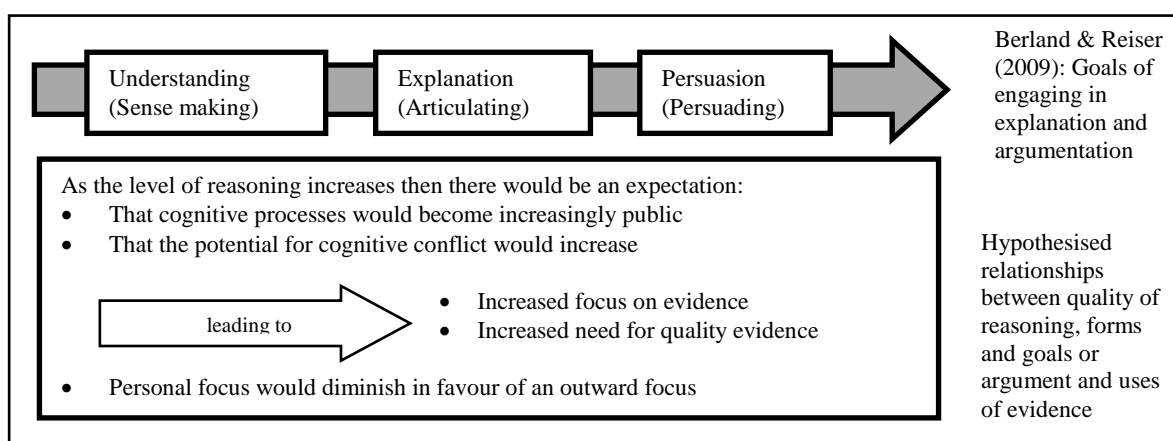 Understanding
(Sense making)
Explanation
(Articulating)
Persuasion
(Persuading)
Berland & Reiser
(2009): Goals of
engaging in
explanation and
argumentation
As the level of reasoning increases then there would be an expectation:
• That cognitive processes would become increasingly public
• That the potential for cognitive conflict would increase
leading to
• Increased focus on evidence
• Increased need for quality evidence
• Personal focus would diminish in favour of an outward focus
Hypothesised
relationships
between quality of
reasoning, forms
and goals or
argument and uses
of evidence